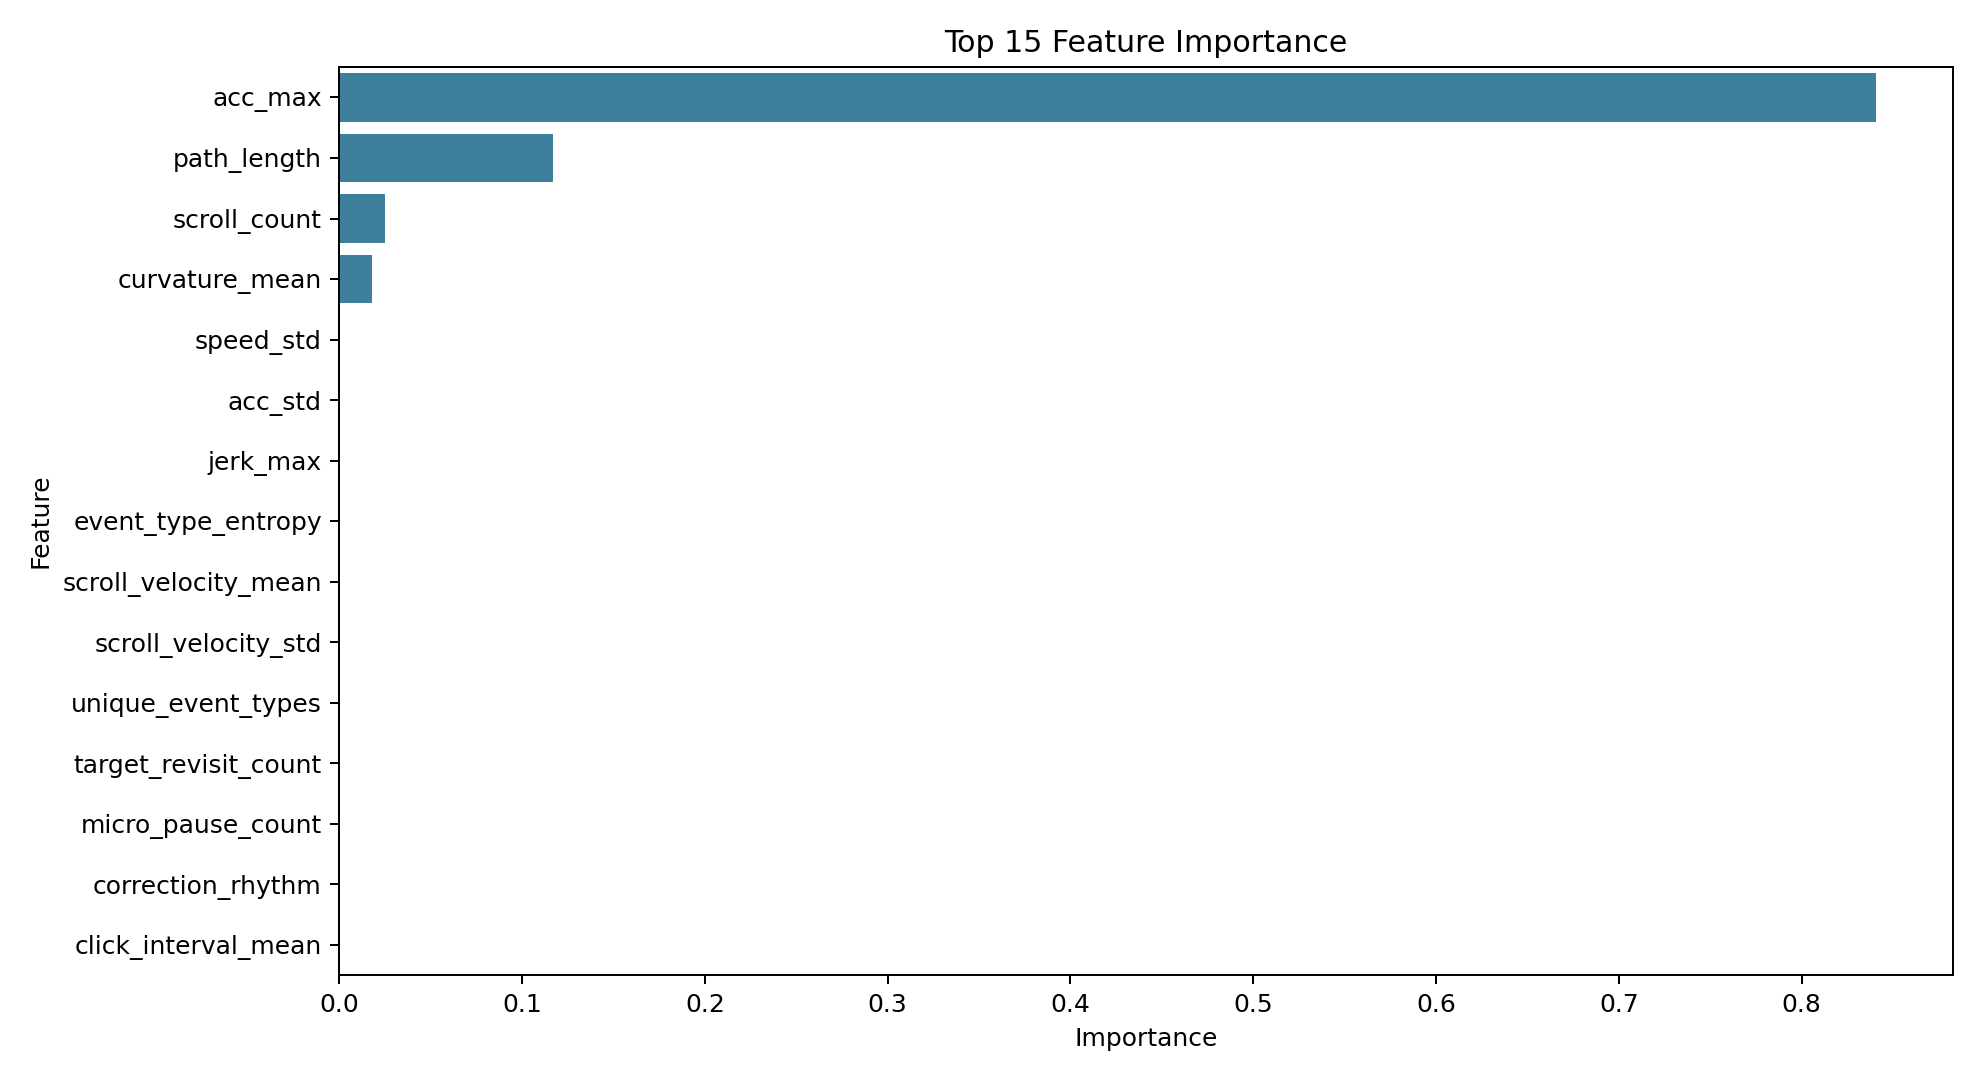 Top 15 Feature Importance
acc_max
path_length
scroll_count
curvature_mean
speed_std
acc_std
jerk_max
event_type_entropy
scroll_velocity_mean
scroll_velocity_std
unique_event_types
target_revisit_count
micro_pause_count
correction_rhythm
click_interval_mean
Feature
0.0 0.1 0.2 0.3 0.4 0.5 0.6 0.7 0.8
Importance